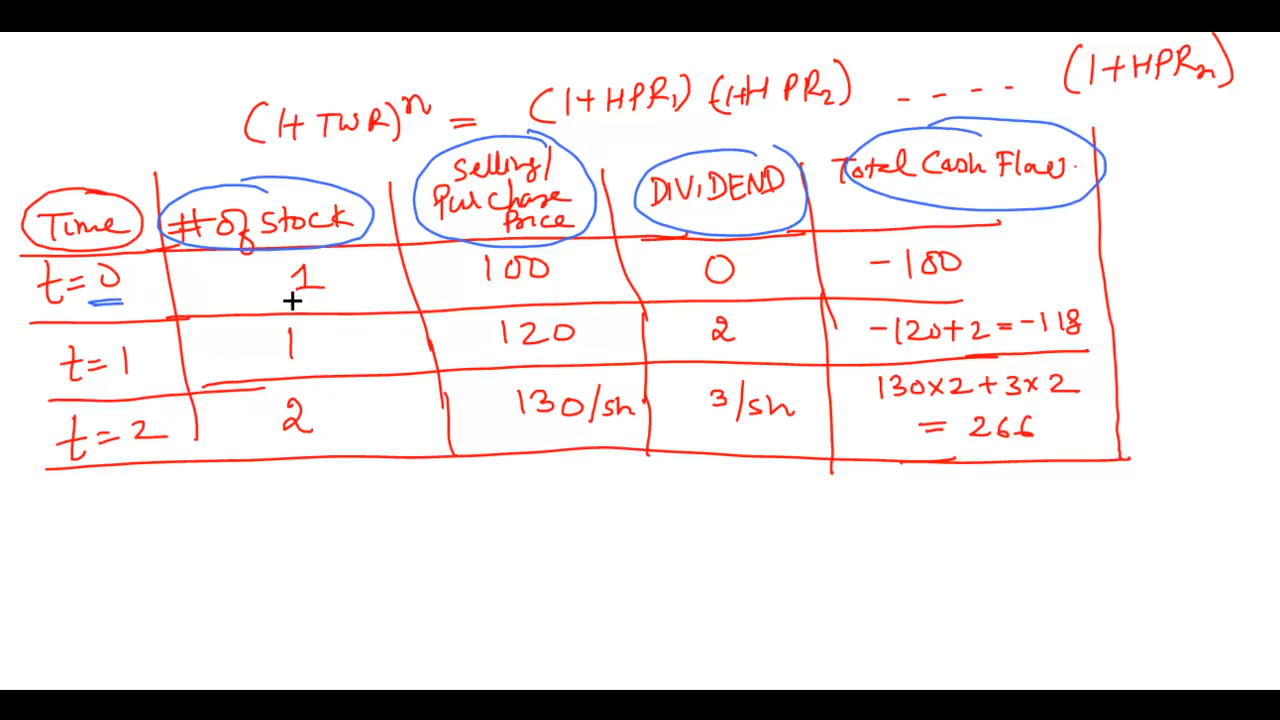 (1+TWR)^n = (1+HPR₁) (1+HPR₂) - - - - (1+HPRn)
Time # of stock Selling/ Purchase Price DIVIDEND Total Cash Flows.
t=0 1 100 0 -100
t=1 1 120 2 -120+2=-118
t=2 2 130/sh 3/sh 130×2+3×2
= 266